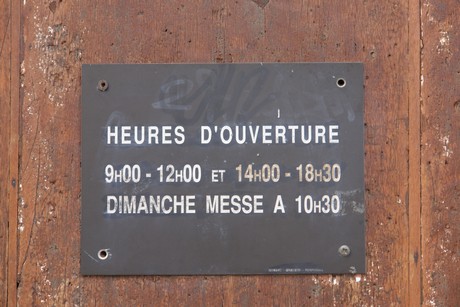 HEURES D'OUVERTURE
9H00 - 12H00 ET 14H00 - 18H30
DIMANCHE MESSE A 10H30